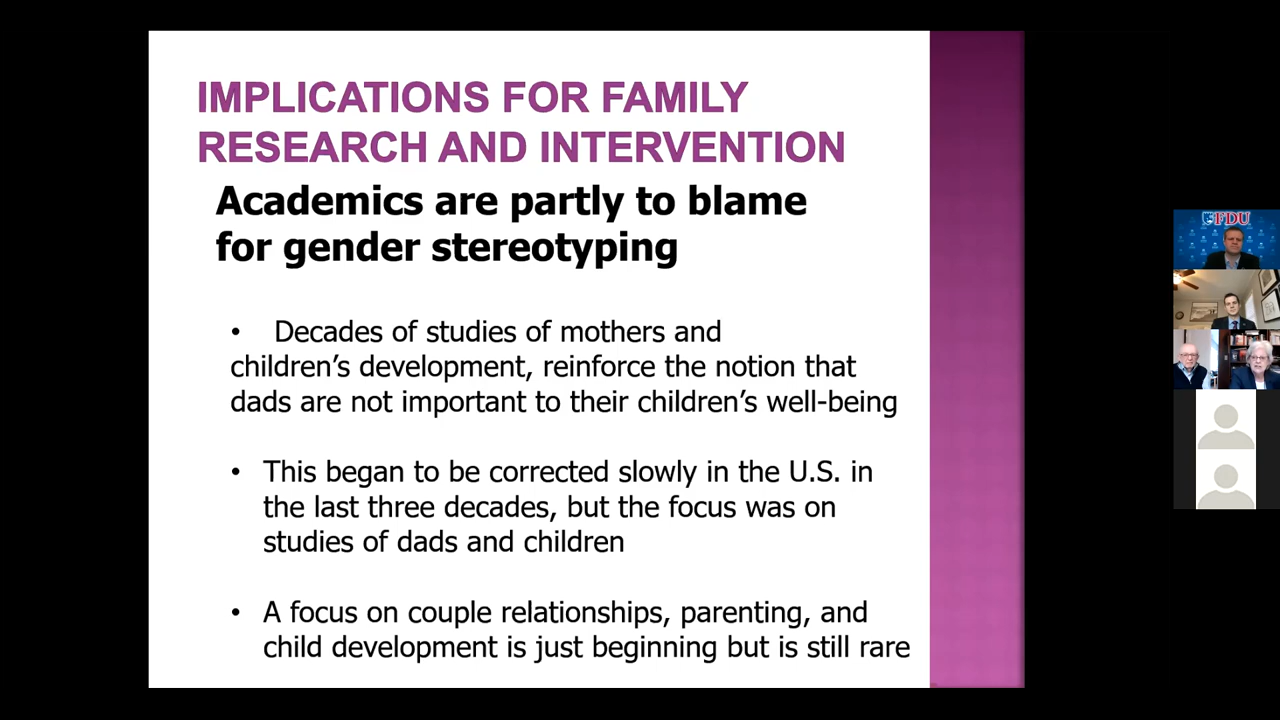 IMPLICATIONS FOR FAMILY
RESEARCH AND INTERVENTION
Academics are partly to blame
for gender stereotyping
• Decades of studies of mothers and
children’s development, reinforce the notion that
dads are not important to their children’s well-being
• This began to be corrected slowly in the U.S. in
the last three decades, but the focus was on
studies of dads and children
• A focus on couple relationships, parenting, and
child development is just beginning but is still rare
FDU